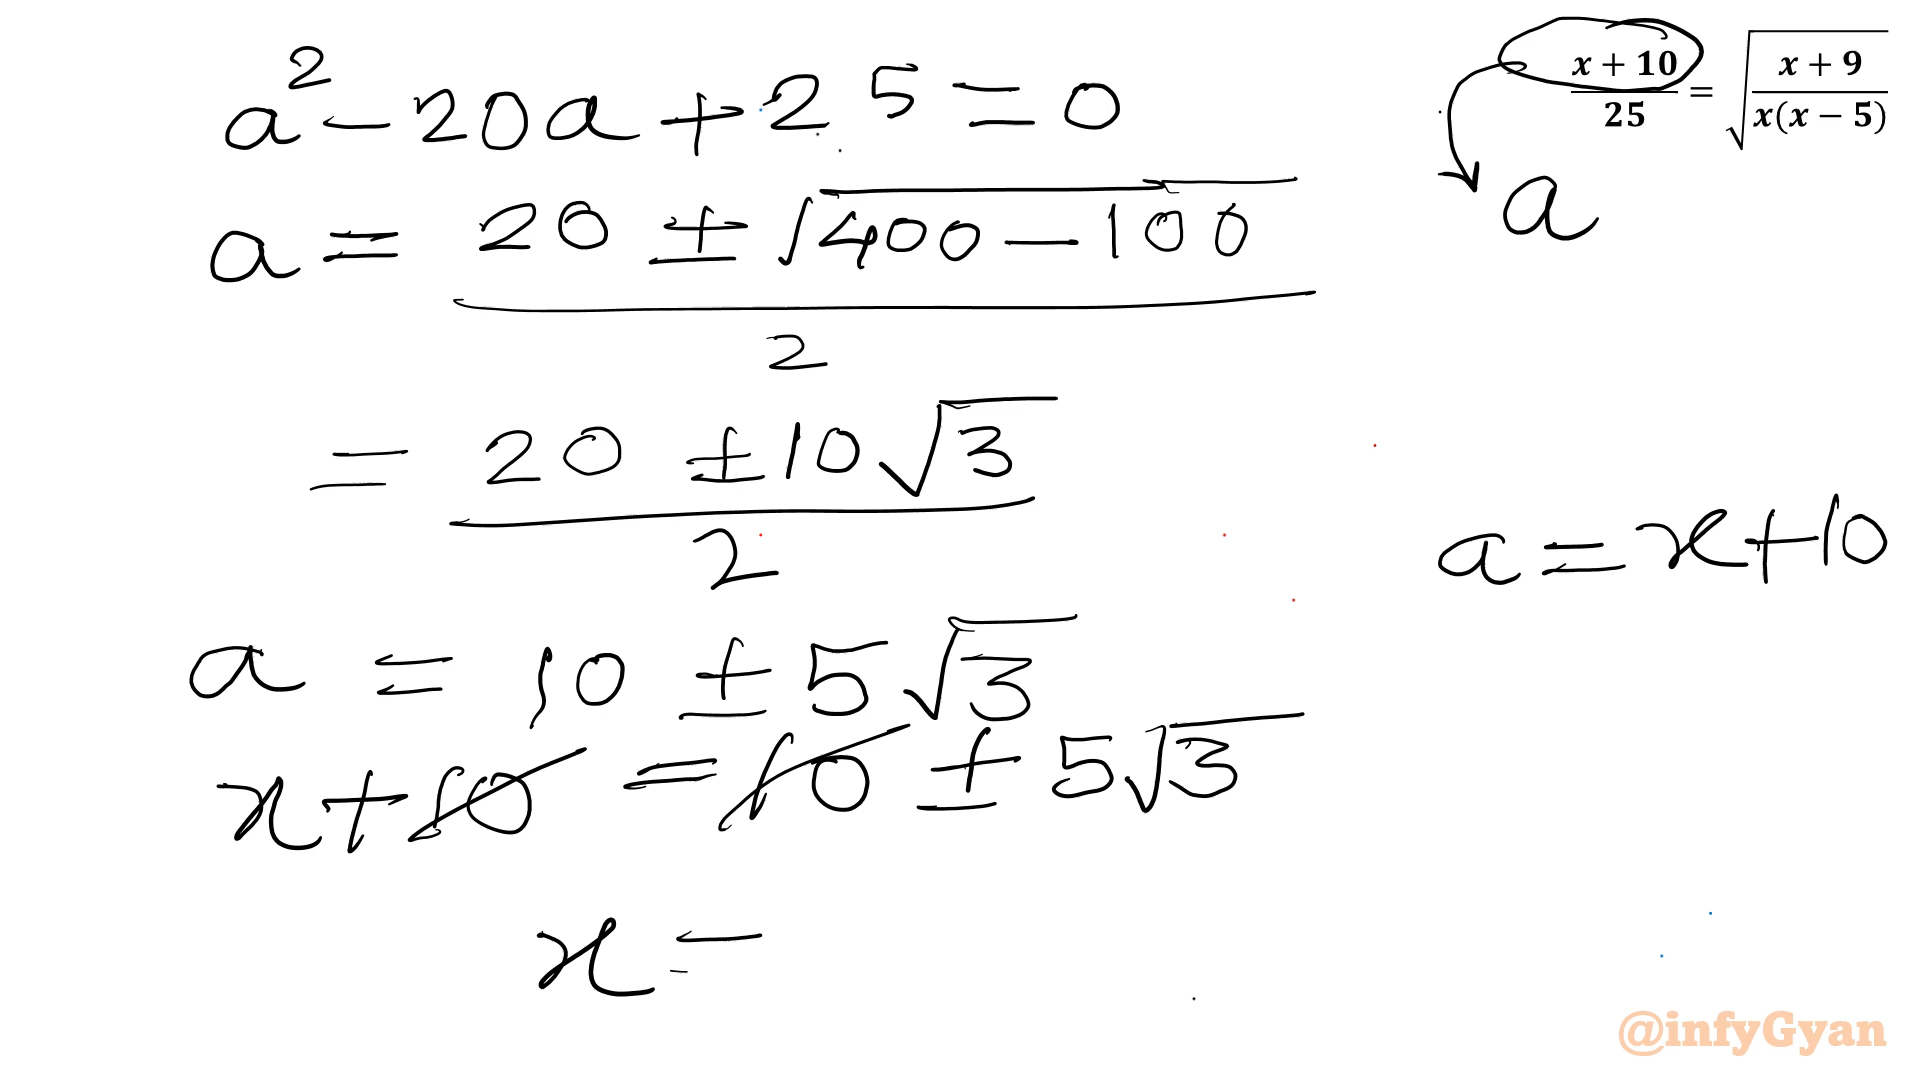 a² - 20a + 25 = 0
(x + 10)/25 = √((x + 9)/(x(x − 5)))
a
a = (20 ± √(400 - 100))/2
= (20 ± 10√3)/2
a = x + 10
a = 10 ± 5√3
x + 10 = 10 ± 5√3
x =
@infyGyan